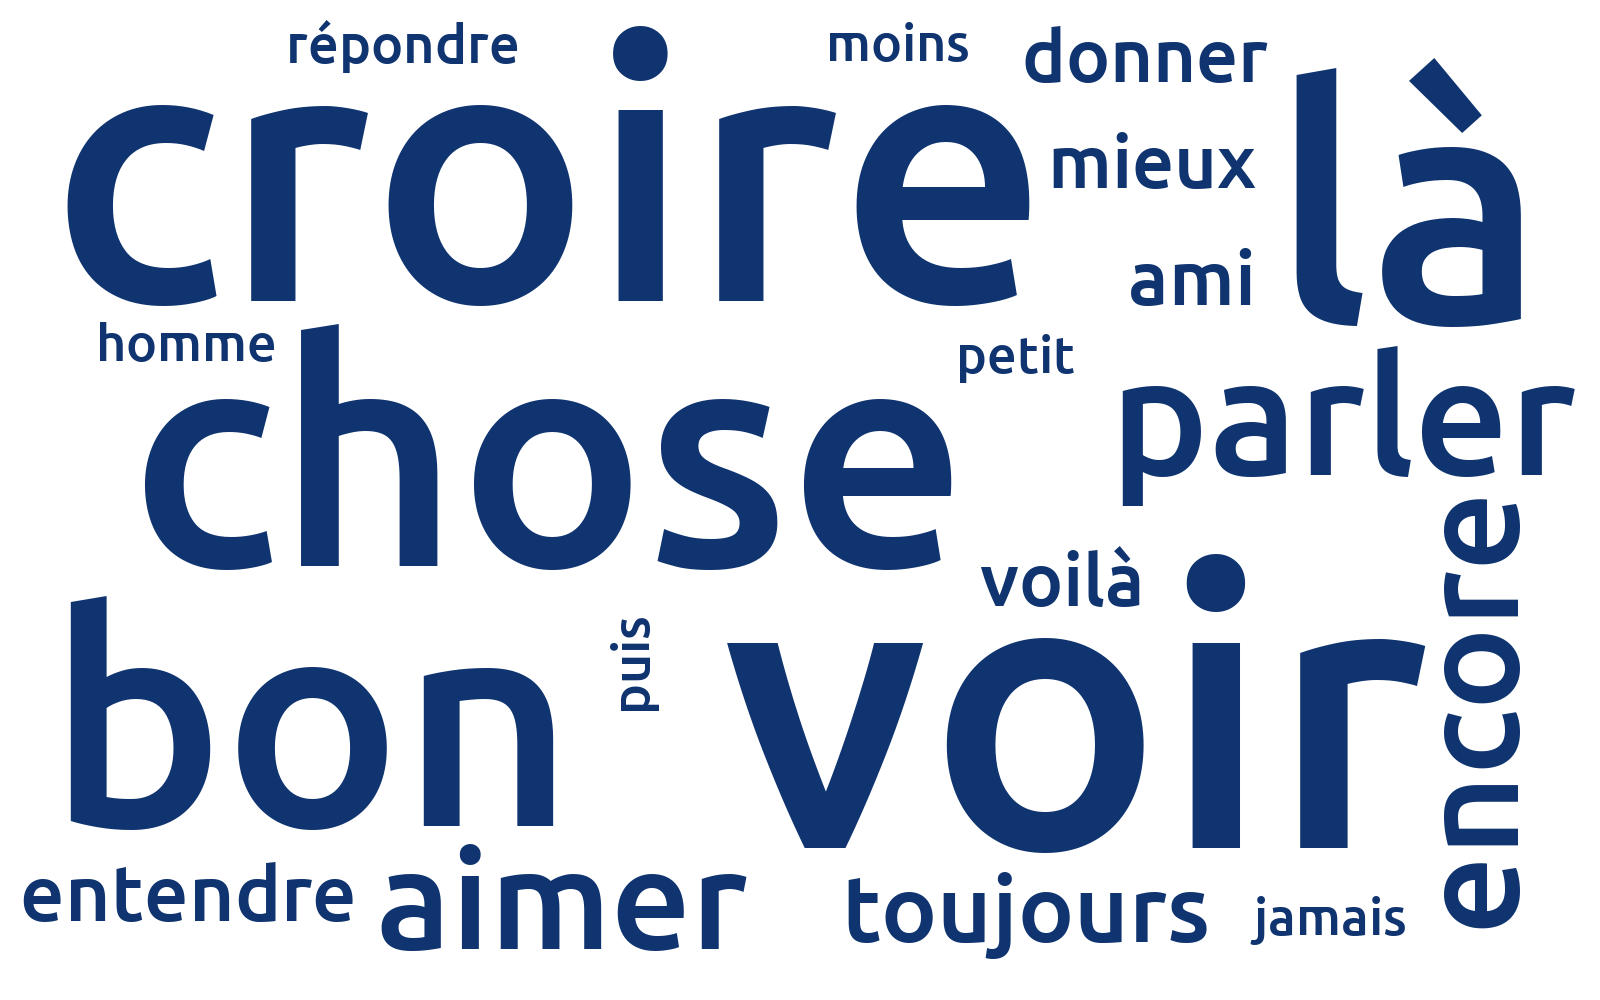 répondre
moins
donner
croire
là
mieux
ami
homme
chose
petit
parler
encore
voilà
bon
puis
voir
entendre
aimer
toujours
jamais